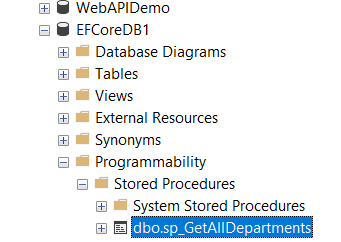 WebAPIDemo
EFCoreDB1
Database Diagrams
Tables
Views
External Resources
Synonyms
Programmability
Stored Procedures
System Stored Procedures
dbo.sp_GetAllDepartments